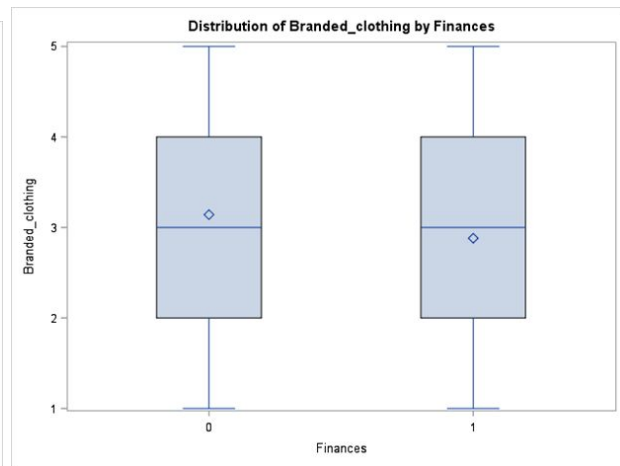 Distribution of Branded_clothing by Finances
5
4
3
2
1
Branded_clothing
0 1
Finances